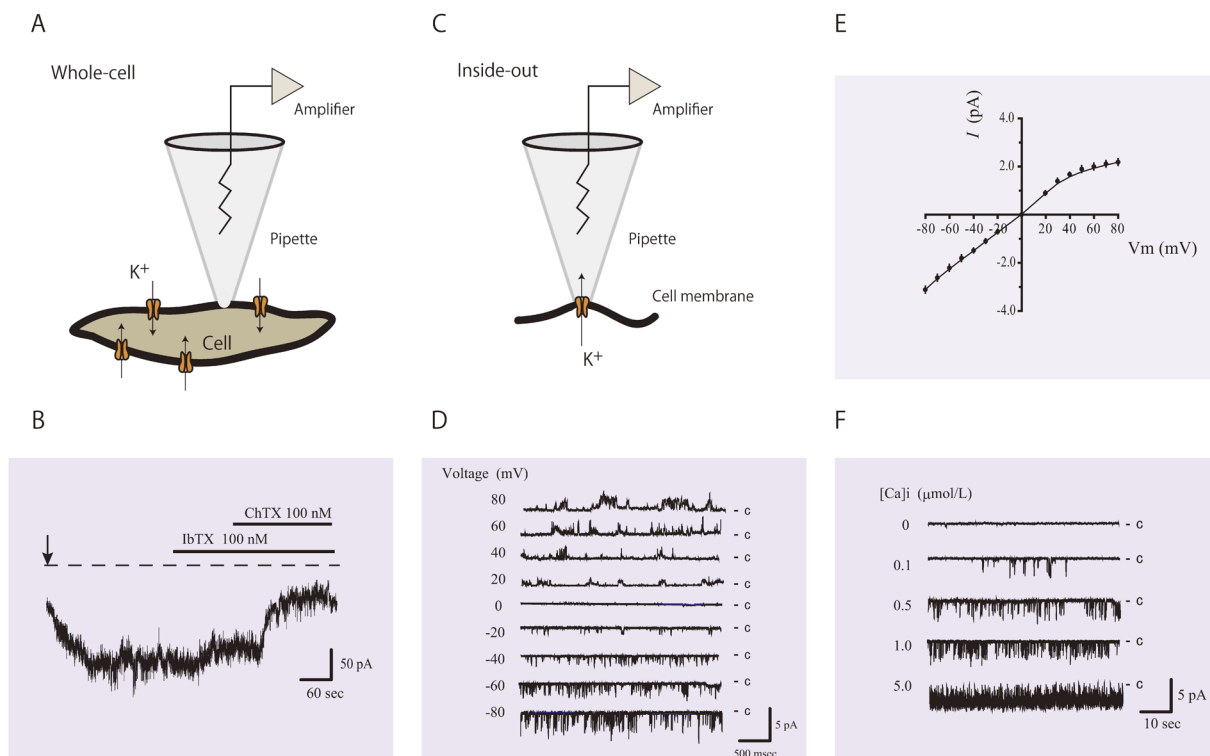 A
Whole-cell
Amplifier
Pipette
K+
Cell
B
ChTX 100 nM
IbTX 100 nM
50 pA
60 sec
C
Inside-out
Amplifier
Pipette
Cell membrane
K+
D
Voltage (mV)
80 - c
60 - c
40 - c
20 - c
0 - c
-20 - c
-40 - c
-60 - c
-80 - c
5 pA
500 msec
E
I (pA)
4.0
2.0
-80 -60 -40 -20 20 40 60 80
Vm (mV)
-2.0
-4.0
F
[Ca]i (μmol/L)
0 - c
0.1 - c
0.5 - c
1.0 - c
5.0 - c
5 pA
10 sec